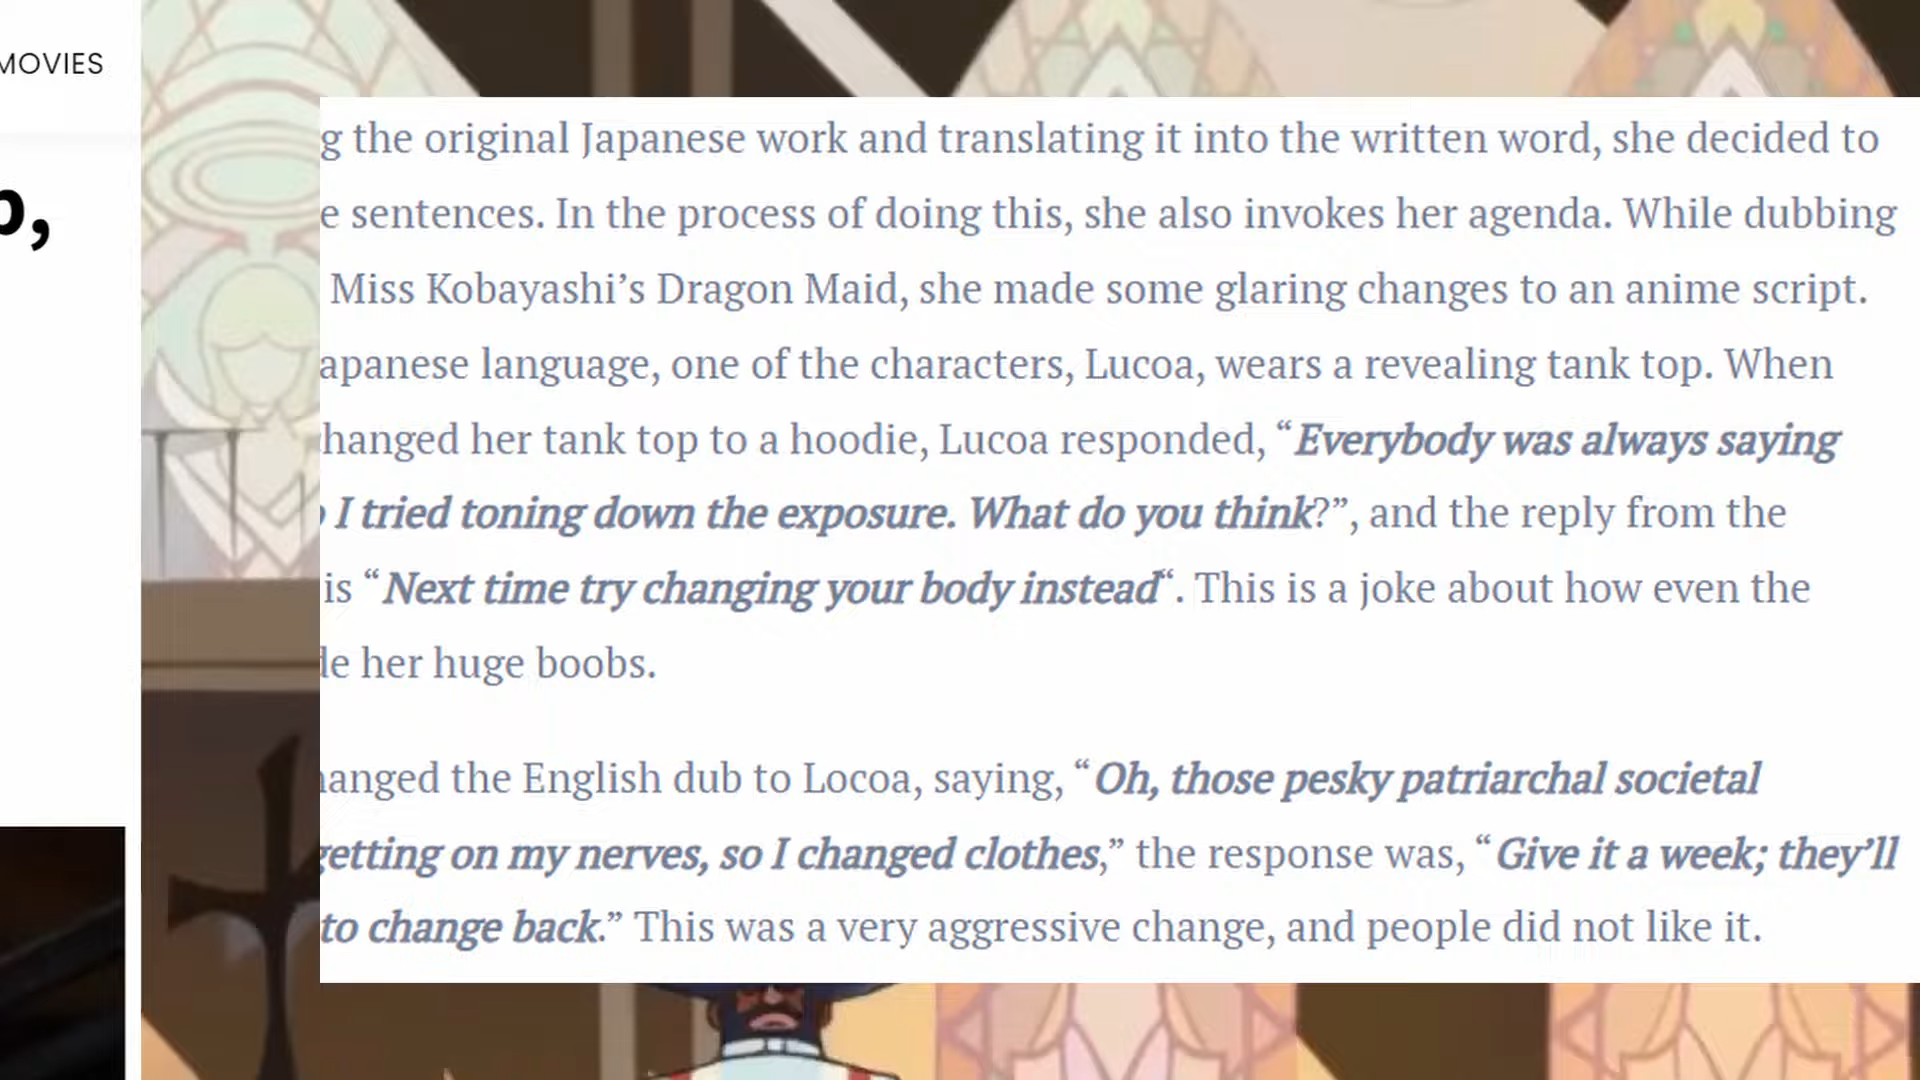 MOVIES
g the original Japanese work and translating it into the written word, she decided to
e sentences. In the process of doing this, she also invokes her agenda. While dubbing
Miss Kobayashi’s Dragon Maid, she made some glaring changes to an anime script.
apanese language, one of the characters, Lucoa, wears a revealing tank top. When
hanged her tank top to a hoodie, Lucoa responded, “Everybody was always saying
I tried toning down the exposure. What do you think?”, and the reply from the
is “Next time try changing your body instead“. This is a joke about how even the
de her huge boobs.
hanged the English dub to Locoa, saying, “Oh, those pesky patriarchal societal
getting on my nerves, so I changed clothes,” the response was, “Give it a week; they’ll
to change back.” This was a very aggressive change, and people did not like it.